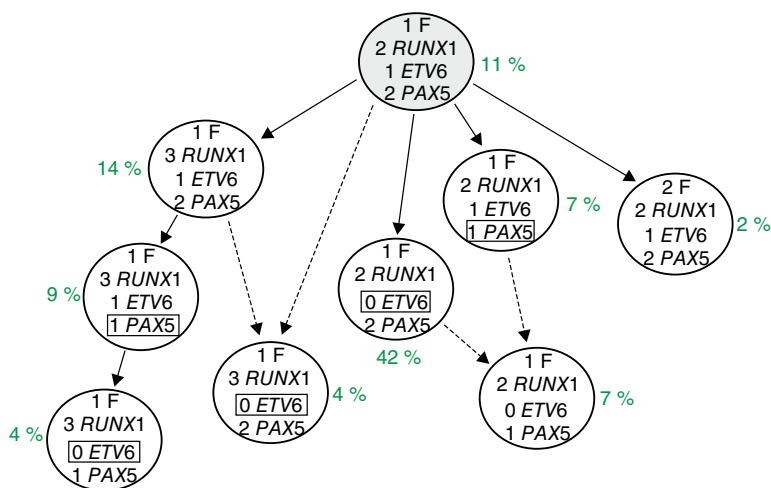 1 F
2 RUNX1
1 ETV6
2 PAX5
11 %
1 F
3 RUNX1
1 ETV6
2 PAX5
14 %
1 F
2 RUNX1
1 ETV6
1 PAX5
7 %
2 F
2 RUNX1
1 ETV6
2 PAX5
2 %
1 F
3 RUNX1
1 ETV6
1 PAX5
9 %
1 F
2 RUNX1
0 ETV6
2 PAX5
42 %
1 F
3 RUNX1
0 ETV6
2 PAX5
4 %
1 F
2 RUNX1
0 ETV6
1 PAX5
7 %
1 F
3 RUNX1
0 ETV6
1 PAX5
4 %